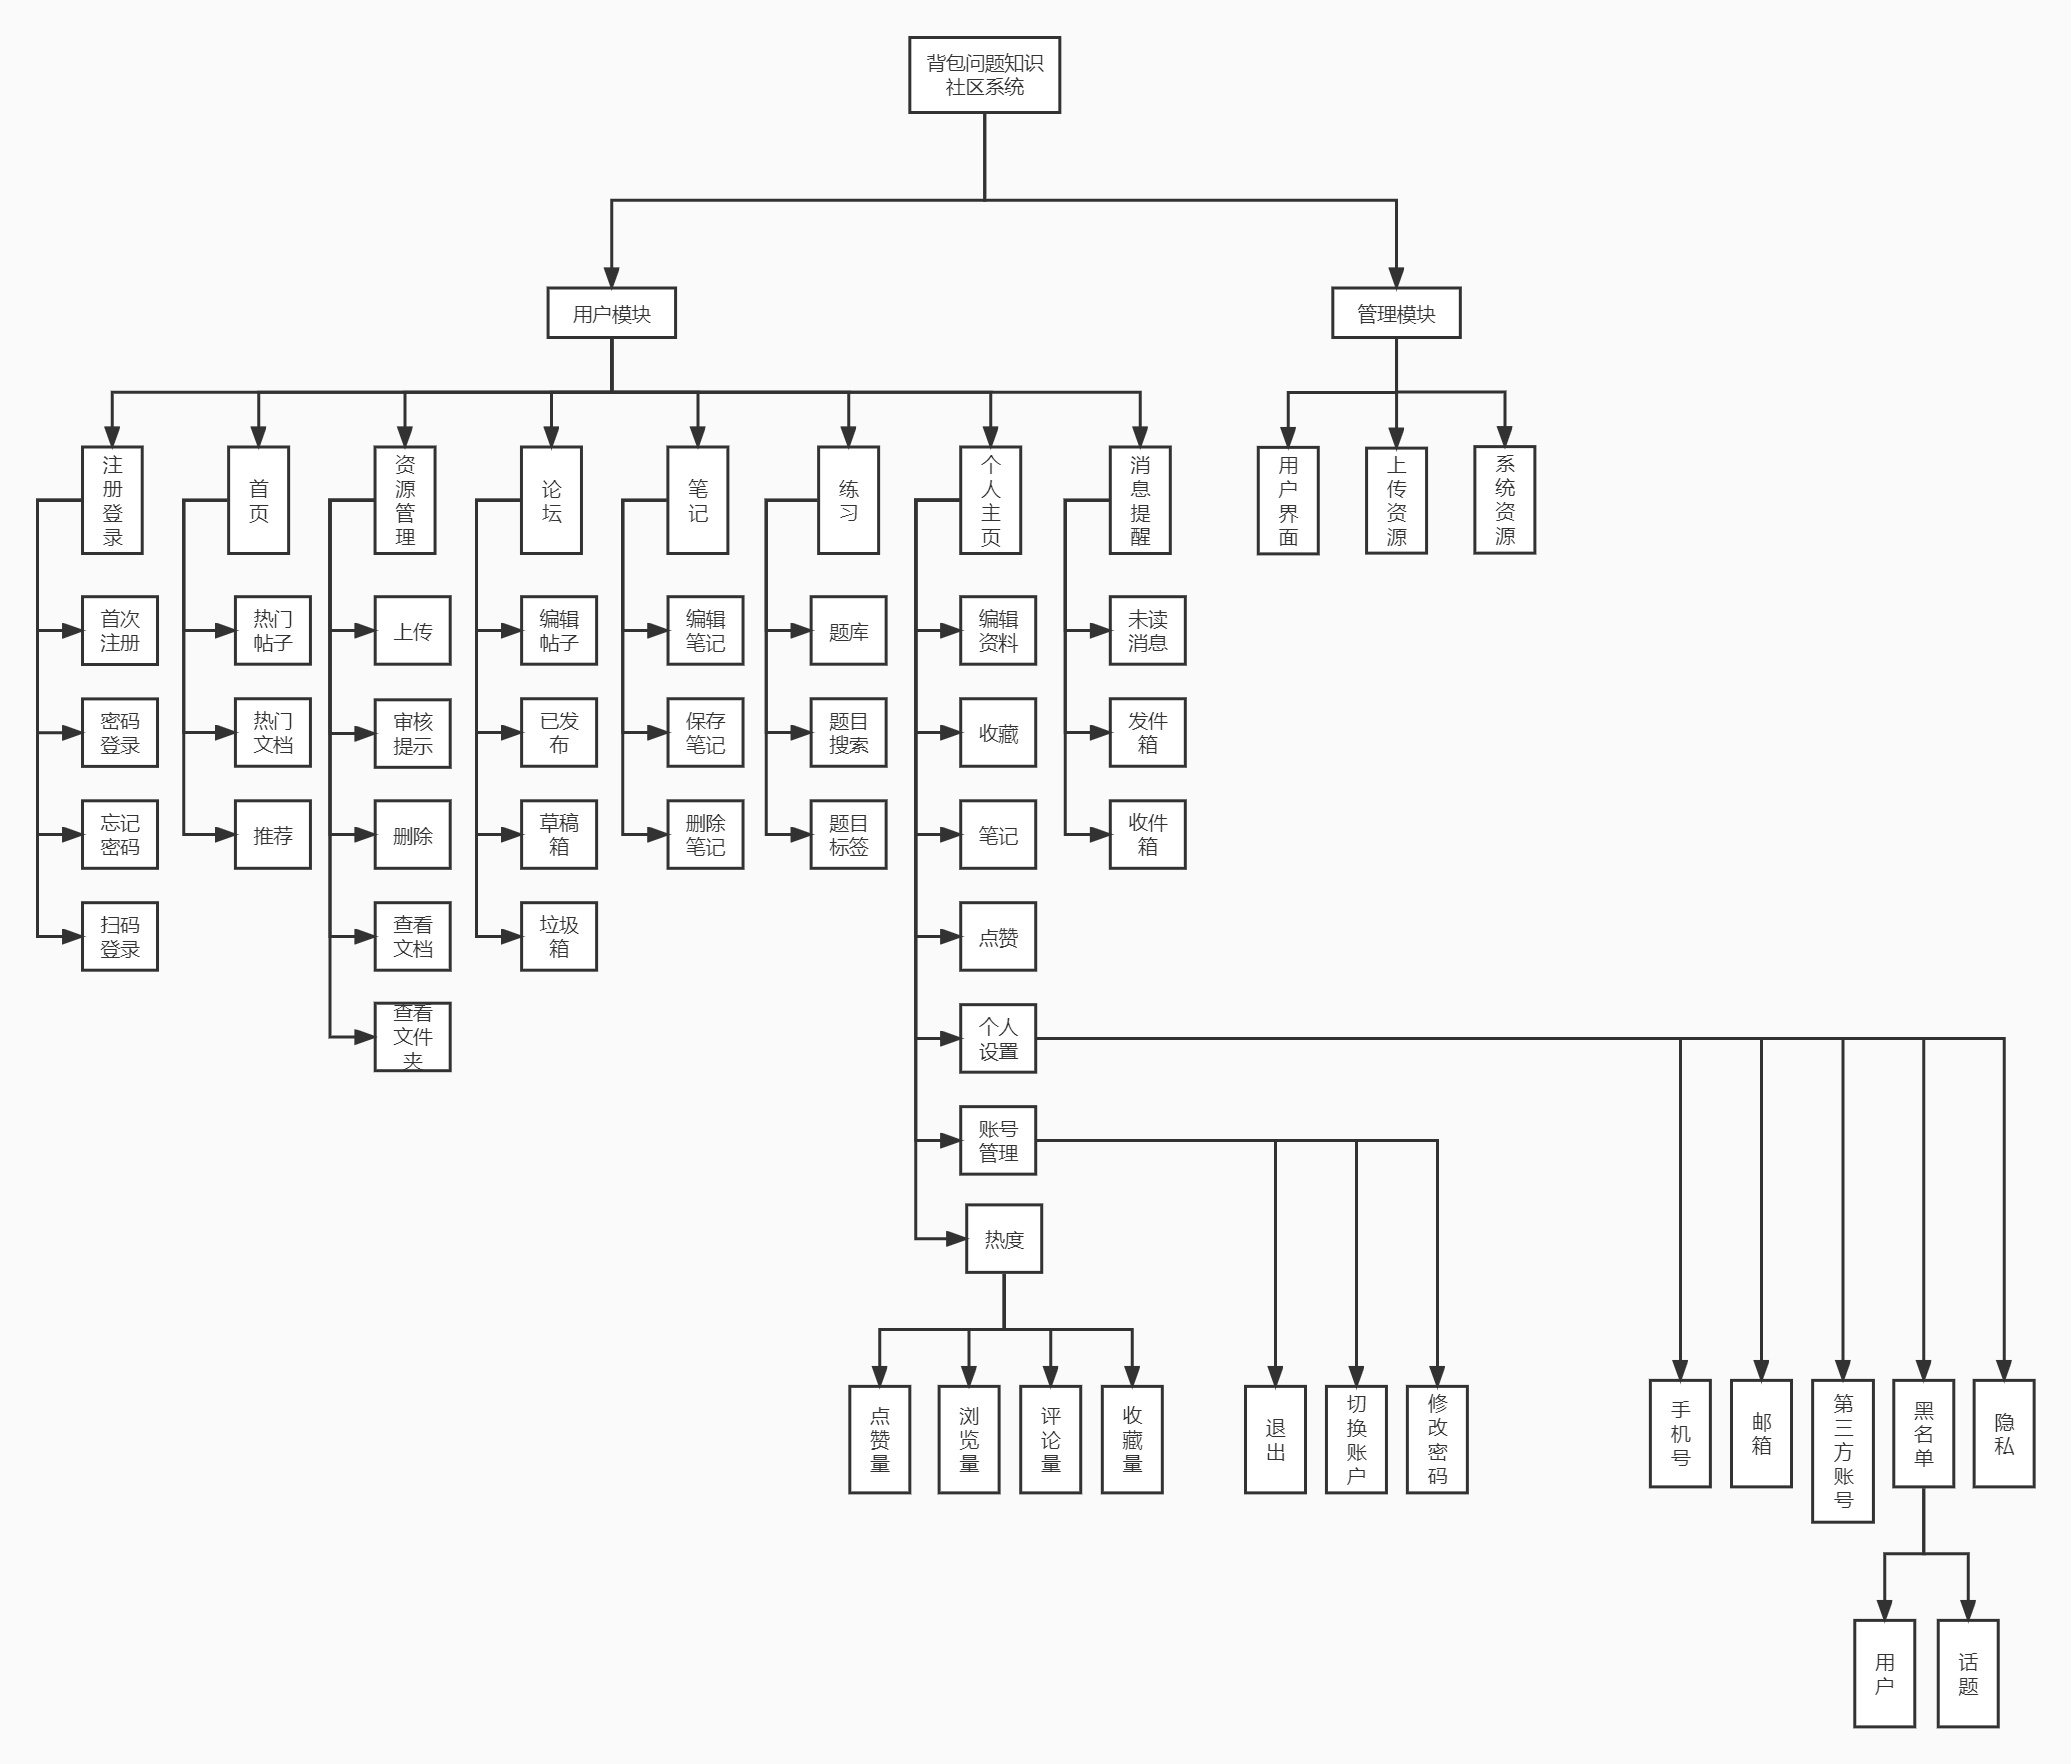 背包问题知识
社区系统
用户模块
管理模块
注册登录
首页
资源管理
论坛
笔记
练习
个人主页
消息提醒
用户界面
上传资源
系统资源
首次
注册
热门
帖子
上传
编辑
帖子
编辑
笔记
题库
编辑
资料
未读
消息
密码
登录
热门
文档
审核
提示
已发
布
保存
笔记
题目
搜索
收藏
发件
箱
忘记
密码
推荐
删除
草稿
箱
删除
笔记
题目
标签
笔记
收件
箱
扫码
登录
查看
文档
垃圾
箱
点赞
查看
文件
夹
个人
设置
账号
管理
热度
点赞量
浏览量
评论量
收藏量
退出
切换账户
修改密码
手机号
邮箱
第三方账号
黑名单
隐私
用户
话题